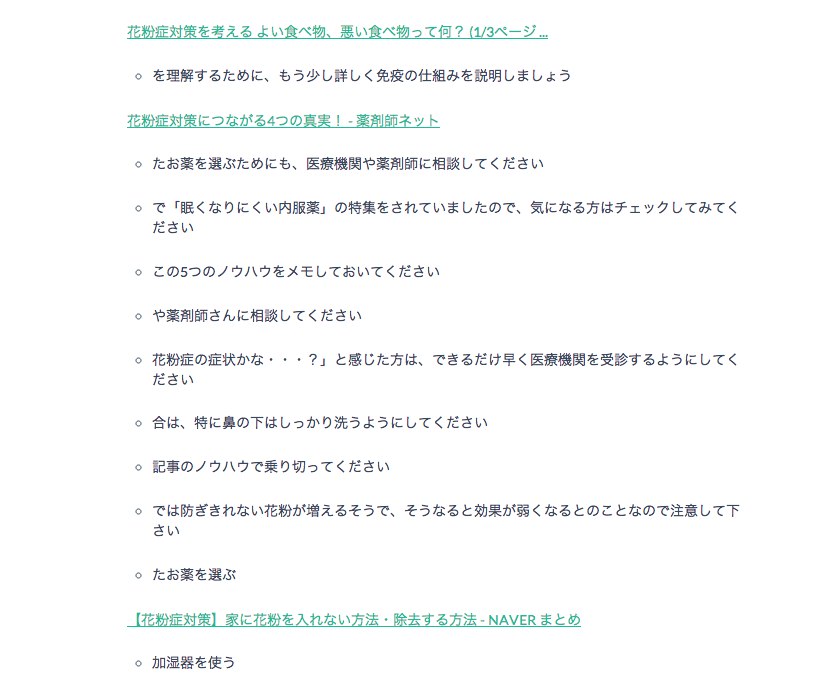 花粉症対策を考える よい食べ物、悪い食べ物って何？ (1/3ページ ...
を理解するために、もう少し詳しく免疫の仕組みを説明しましょう
花粉症対策につながる4つの真実！ - 薬剤師ネット
たお薬を選ぶためにも、医療機関や薬剤師に相談してください
で「眠くなりにくい内服薬」の特集をされていましたので、気になる方はチェックしてみてく
ださい
この5つのノウハウをメモしておいてください
や薬剤師さんに相談してください
花粉症の症状かな・・・？」と感じた方は、できるだけ早く医療機関を受診するようにしてく
ださい
合は、特に鼻の下はしっかり洗うようにしてください
記事のノウハウで乗り切ってください
では防ぎきれない花粉が増えるそうで、そうなると効果が弱くなるとのことなので注意して下
さい
たお薬を選ぶ
【花粉症対策】家に花粉を入れない方法・除去する方法 - NAVER まとめ
加湿器を使う